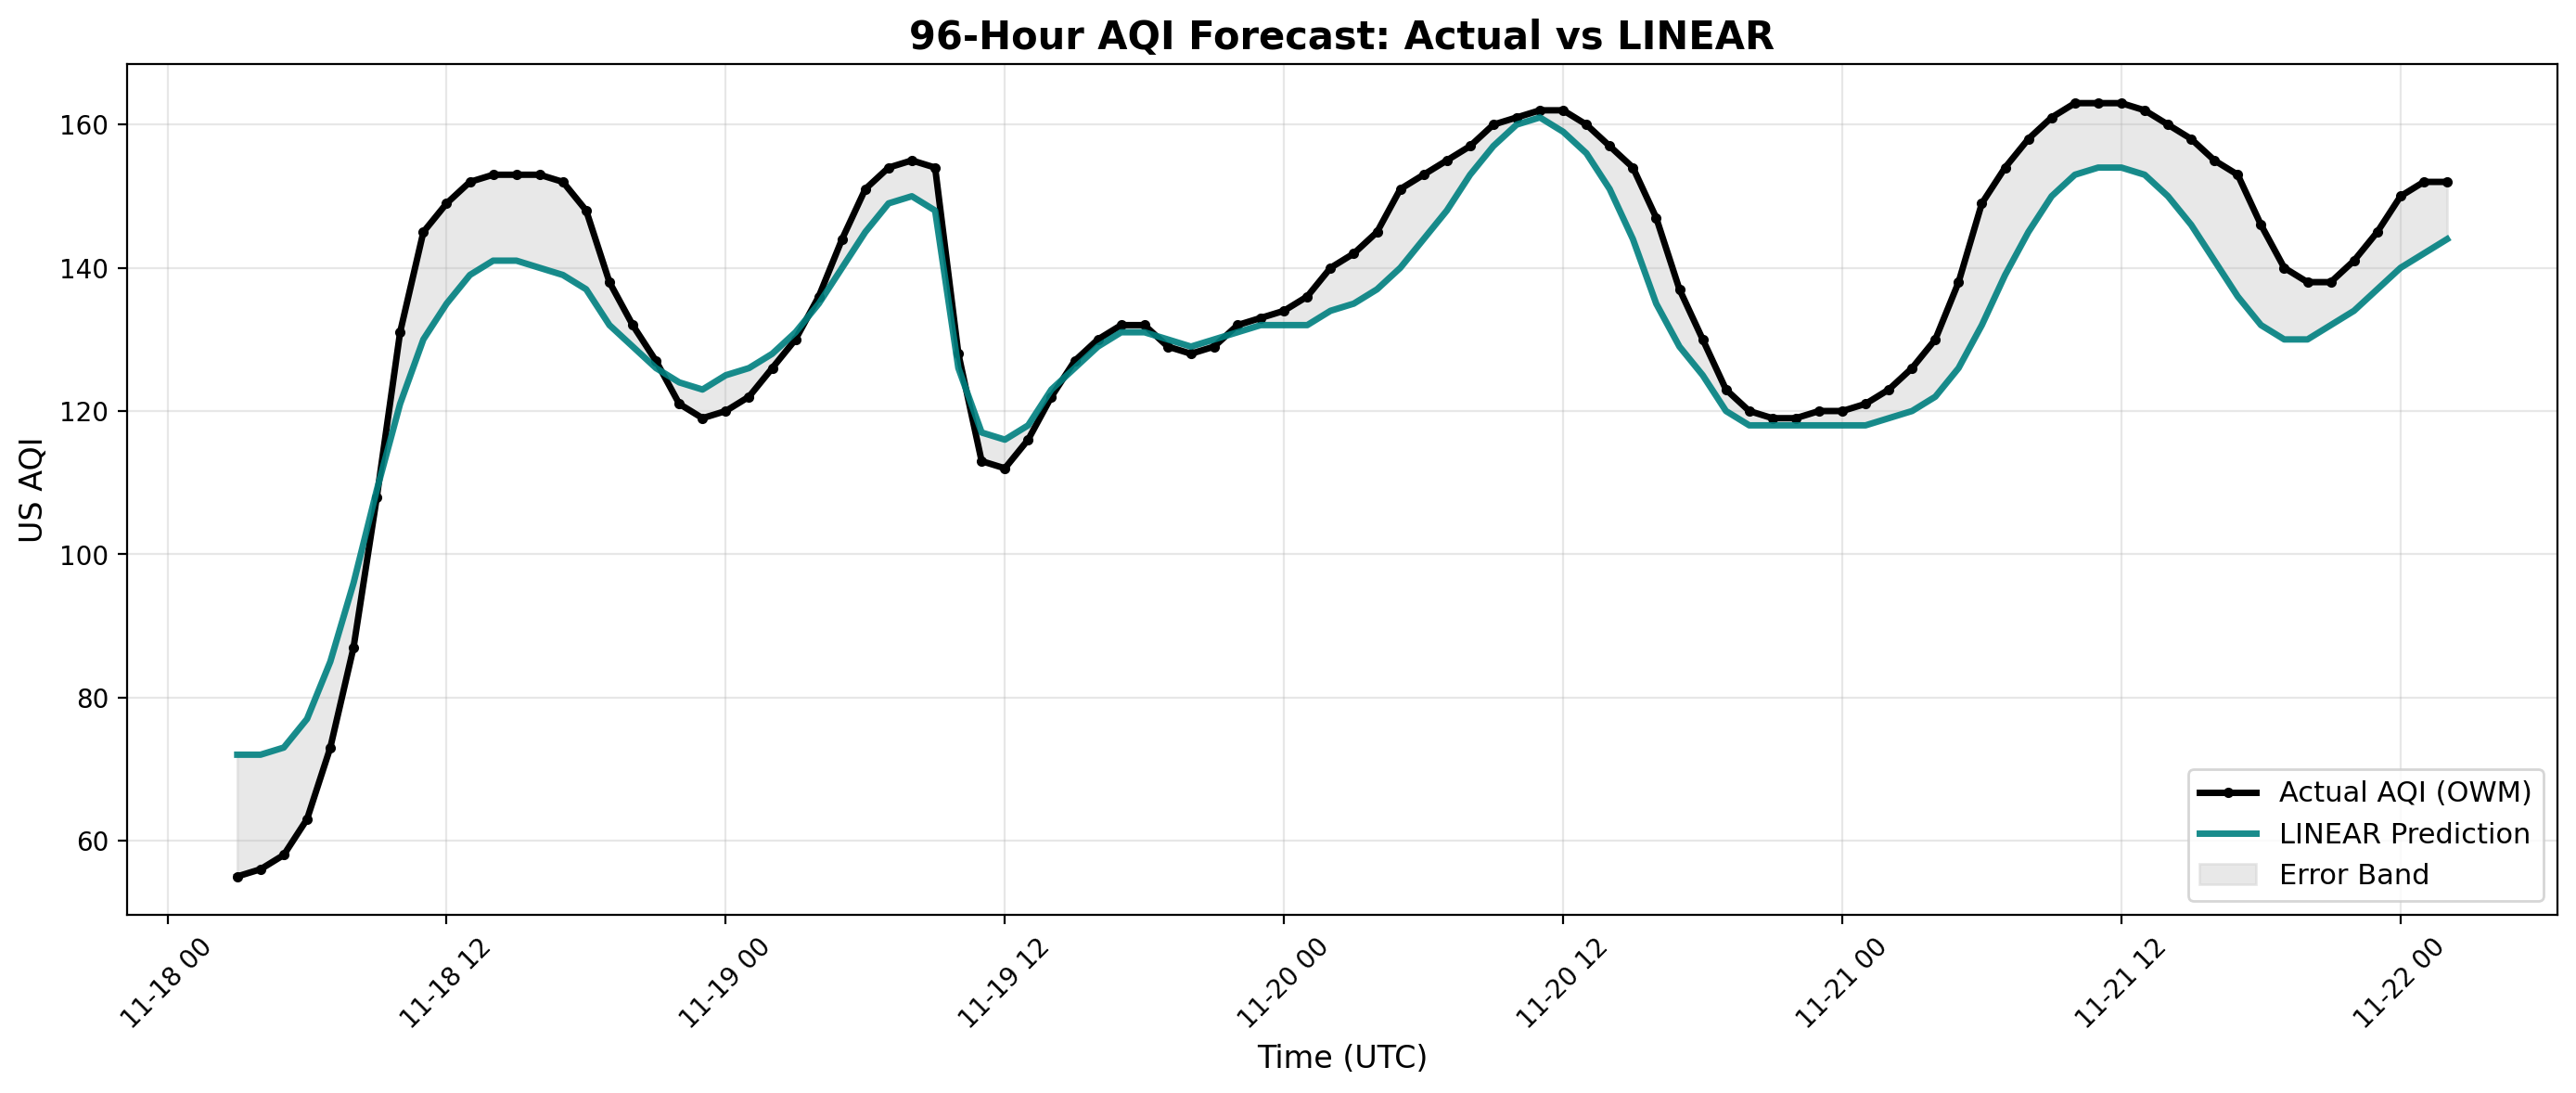 96-Hour AQI Forecast: Actual vs LINEAR
US AQI
160
140
120
100
80
60
Actual AQI (OWM)
LINEAR Prediction
Error Band
11-18 00
11-18 12
11-19 00
11-19 12
11-20 00
11-20 12
11-21 00
11-21 12
11-22 00
Time (UTC)